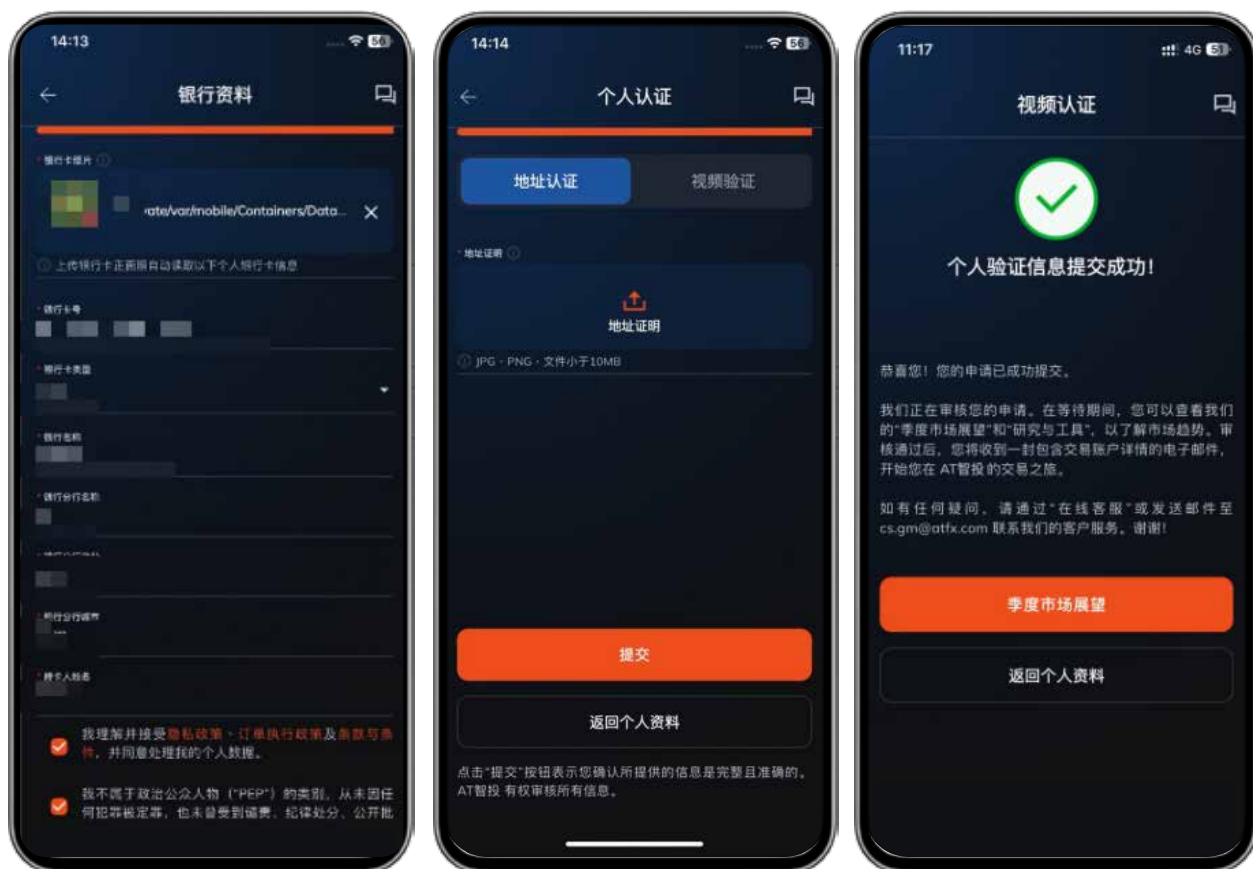 14:13
56
银行资料
* 银行卡照片
ate/var/mobile/Containers/Data...
上传银行卡正面照自动读取以下个人银行卡信息
* 银行卡号
* 银行卡类型
* 银行名称
* 银行分行名称
* 银行分行城市
* 持卡人姓名
我理解并接受隐私政策、订单执行政策及条款与条
件，并同意处理我的个人数据。
我不属于政治公众人物（"PEP"）的类别，从未因任
何犯罪被定罪，也未曾受到谴责、纪律处分、公开批
14:14
56
个人认证
地址认证
视频验证
* 地址证明
地址证明
JPG、PNG、文件小于10MB
提交
返回个人资料
点击"提交"按钮表示您确认所提供的信息是完整且准确的。
AT智投 有权审核所有信息。
11:17
4G 51
视频认证
个人验证信息提交成功!
恭喜您！您的申请已成功提交。
我们正在审核您的申请。在等待期间，您可以查看我们
的"季度市场展望"和"研究与工具"，以了解市场趋势。审
核通过后，您将收到一封包含交易账户详情的电子邮件，
开始您在 AT智投 的交易之旅。
如有任何疑问，请通过"在线客服"或发送邮件至
cs.gm@atfx.com 联系我们的客户服务。谢谢!
季度市场展望
返回个人资料